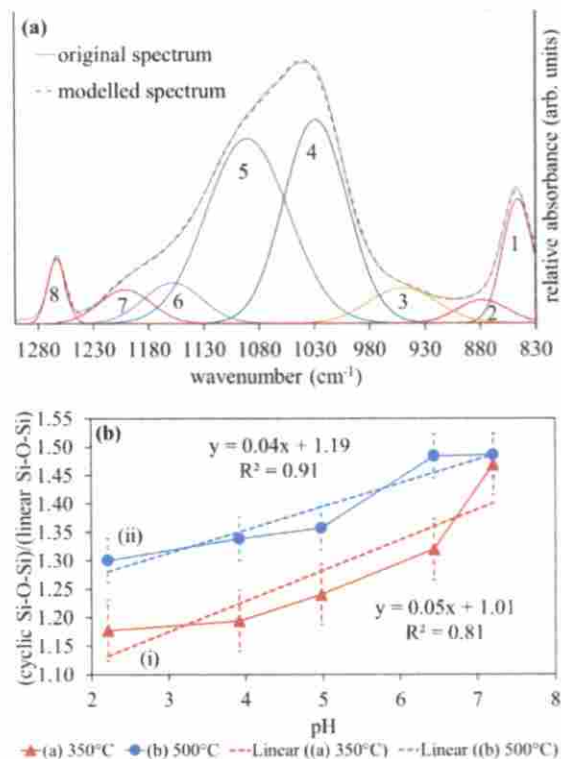 (a)
original spectrum
modelled spectrum
relative absorbance (arb. units)
8 7 6 5 4 3 2 1
1280 1230 1180 1130 1080 1030 980 930 880 830
wavenumber (cm-1)
(b)
(cyclic Si-O-Si)/(linear Si-O-Si)
1.55
1.50
1.45
1.40
1.35
1.30
1.25
1.20
1.15
1.10
y = 0.04x + 1.19
R² = 0.91
(ii)
y = 0.05x + 1.01
R² = 0.81
(i)
2 3 4 5 6 7 8
pH
(a) 350°C (b) 500°C Linear ((a) 350°C) Linear ((b) 500°C)